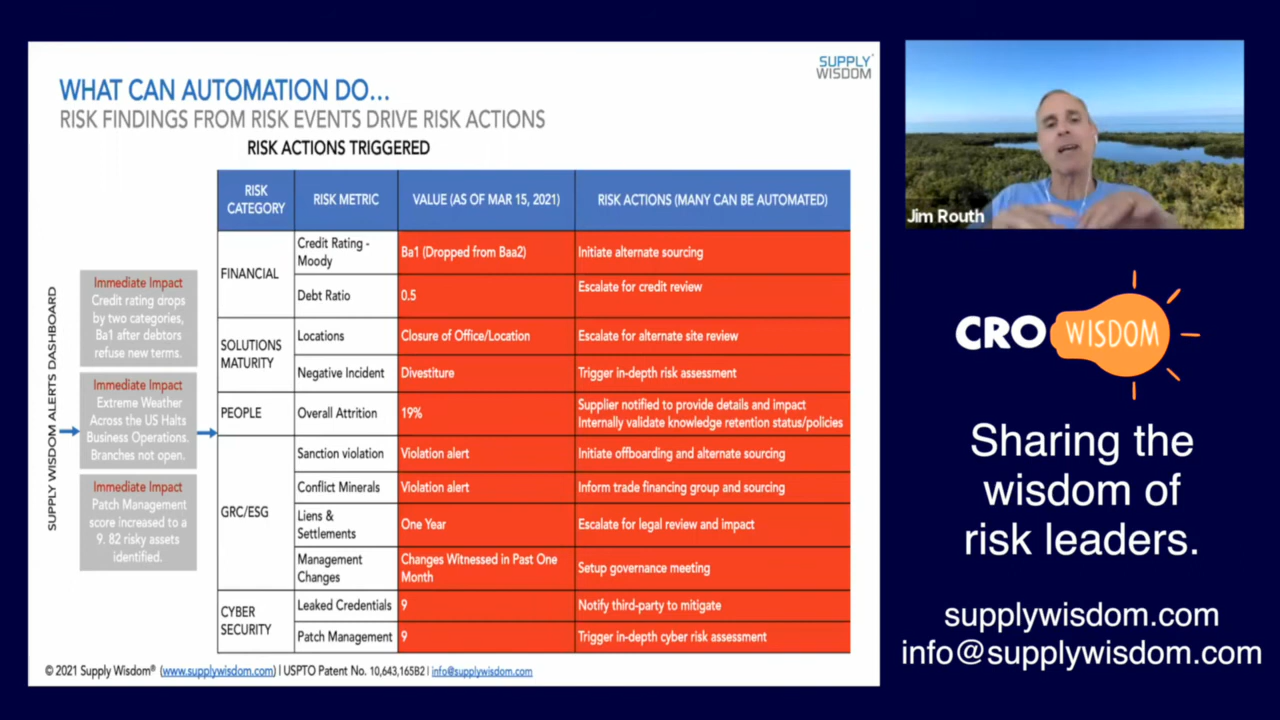 SUPPLY
WISDOM
WHAT CAN AUTOMATION DO...
RISK FINDINGS FROM RISK EVENTS DRIVE RISK ACTIONS
RISK ACTIONS TRIGGERED
SUPPLY WISDOM ALERTS DASHBOARD
Immediate Impact
Credit rating drops
by two categories,
Ba1 after debtors
refuse new terms.
Immediate Impact
Extreme Weather
Across the US Halts
Business Operations.
Branches not open.
Immediate Impact
Patch Management
score increased to a
9. 82 risky assets
identified.
RISK
CATEGORY
RISK METRIC
VALUE (AS OF MAR 15, 2021)
RISK ACTIONS (MANY CAN BE AUTOMATED)
FINANCIAL
Credit Rating -
Moody
Ba1 (Dropped from Baa2)
Initiate alternate sourcing
Debt Ratio
0.5
Escalate for credit review
SOLUTIONS
MATURITY
Locations
Closure of Office/Location
Escalate for alternate site review
Negative Incident
Divestiture
Trigger in-depth risk assessment
PEOPLE
Overall Attrition
19%
Supplier notified to provide details and impact
Internally validate knowledge retention status/policies
GRC/ESG
Sanction violation
Violation alert
Initiate offboarding and alternate sourcing
Conflict Minerals
Violation alert
Inform trade financing group and sourcing
Liens &
Settlements
One Year
Escalate for legal review and impact
Management
Changes
Changes Witnessed in Past One
Month
Setup governance meeting
CYBER
SECURITY
Leaked Credentials
9
Notify third-party to mitigate
Patch Management
9
Trigger in-depth cyber risk assessment
© 2021 Supply Wisdom® (www.supplywisdom.com) | USPTO Patent No. 10,643,165B2 | info@supplywisdom.com
Jim Routh
CRO WISDOM
Sharing the
wisdom of
risk leaders.
supplywisdom.com
info@supplywisdom.com